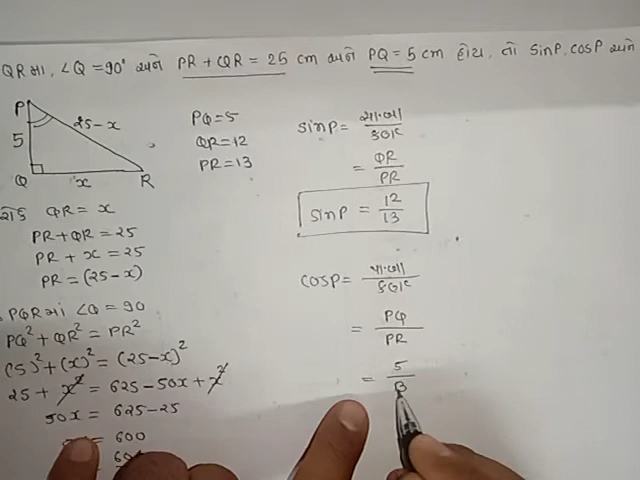 QR માં, ∠Q = 90° અને PR + QR = 25 cm અને PQ = 5 cm હોય, તો sinP, cosP અને
P
5
25 - x
Q
x
R
PQ = 5
QR = 12
PR = 13
QR = x
PR + QR = 25
PR + x = 25
PR = (25 - x)
PQR માં ∠Q = 90
PQ² + QR² = PR²
(5)² + (x)² = (25 - x)²
25 + x² = 625 - 50x + x²
50x = 625 - 25
= 600
sinP = સા.બા / કર્ણ
= QR / PR
sinP = 12 / 13
cosP = પા.બા / કર્ણ
= PQ / PR
= 5 / 13